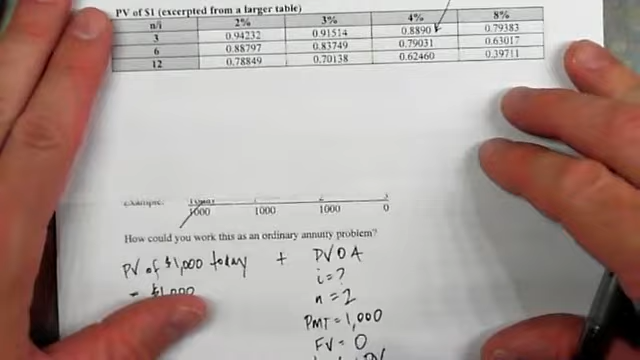 PV of $1 (excerpted from a larger table)
n/i 2% 3% 4% 8%
3 0.94232 0.91514 0.8890 0.79383
6 0.88797 0.83749 0.79031 0.63017
12 0.78849 0.70138 0.62460 0.39711
1000 1000 1000 0
How could you work this as an ordinary annuity problem?
PV of $1,000 today + PVOA
= $1,000
i = ?
n = 2
PMT = 1,000
FV = 0